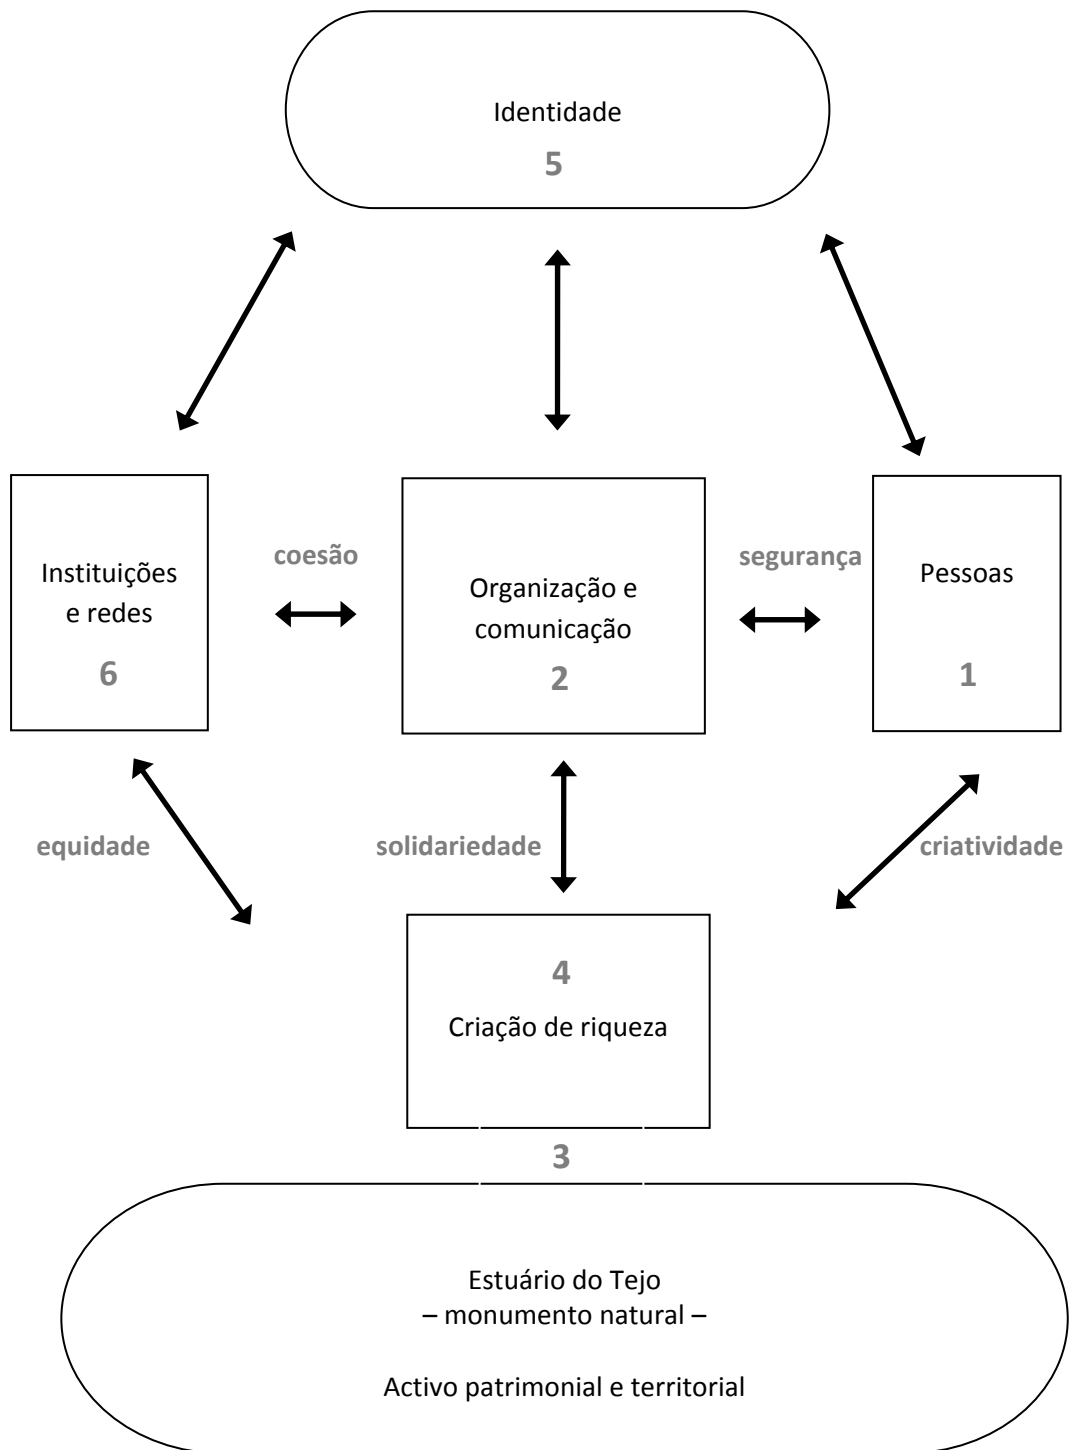 Identidade
5
coesão
segurança
Instituições
e redes
6
Organização e
comunicação
2
Pessoas
1
equidade
solidariedade
criatividade
4
Criação de riqueza
3
Estuário do Tejo
– monumento natural –
Activo patrimonial e territorial